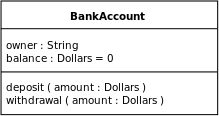 BankAccount
owner : String
balance : Dollars = 0
deposit ( amount : Dollars )
withdrawal ( amount : Dollars )